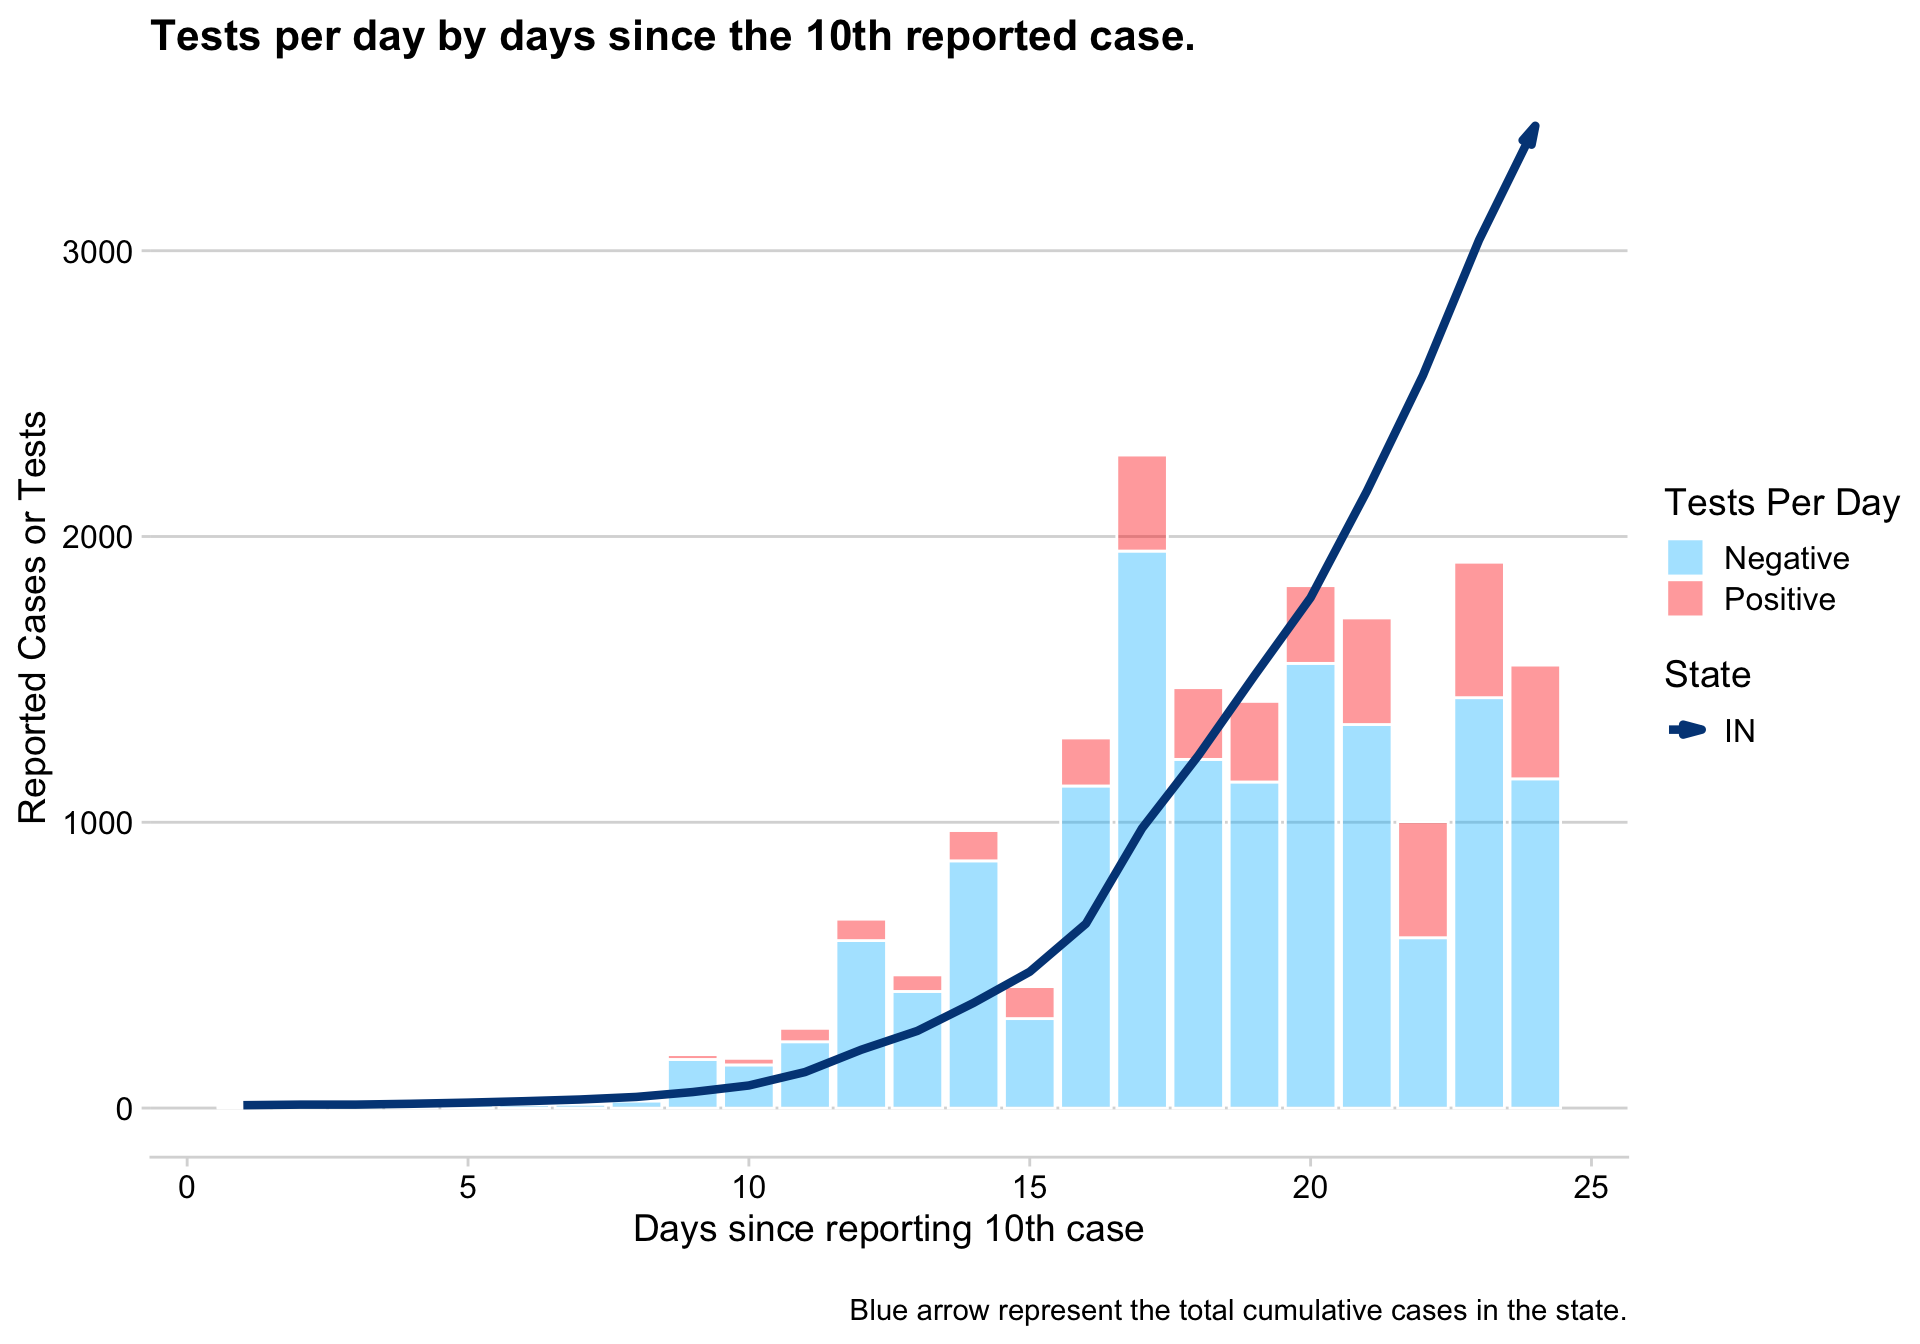 Tests per day by days since the 10th reported case.
Reported Cases or Tests
3000
2000
1000
0
0 5 10 15 20 25
Days since reporting 10th case
Tests Per Day
Negative
Positive
State
IN
Blue arrow represent the total cumulative cases in the state.